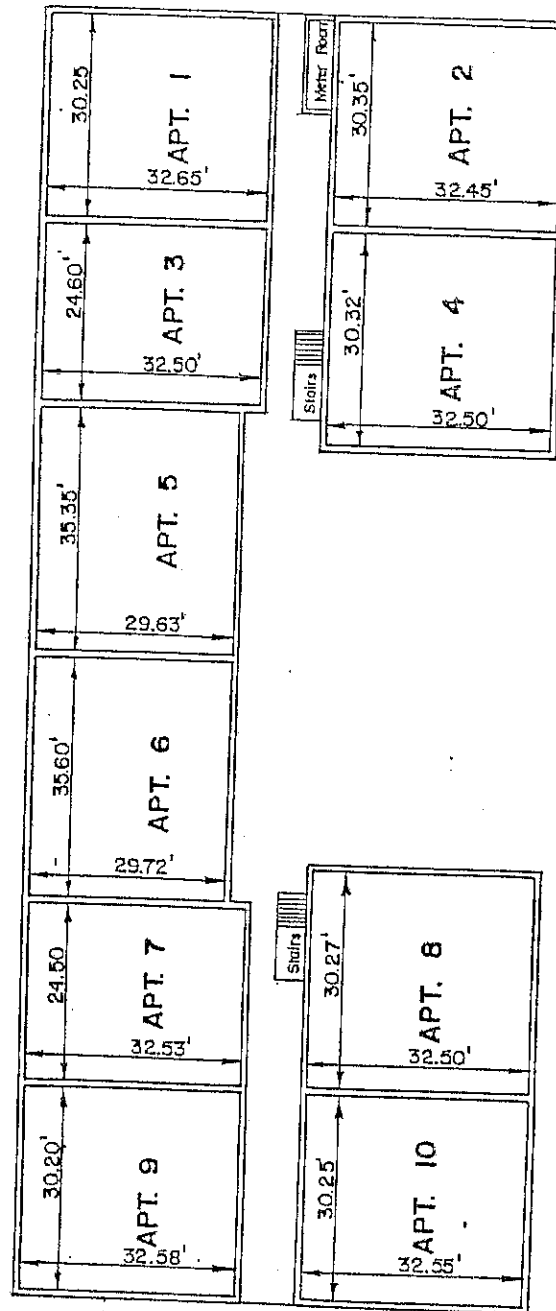 30.25
APT. 1
32.65'
Meter Room
30.35'
APT. 2
32.45'
24.60'
APT. 3
32.50'
Stairs
30.32'
APT. 4
32.50'
35.35'
APT. 5
29.63'
35.60'
APT. 6
29.72'
24.50
APT. 7
32.53'
Stairs
30.27'
APT. 8
32.50'
30.20'
APT. 9
32.58'
30.25'
APT. 10
32.55'